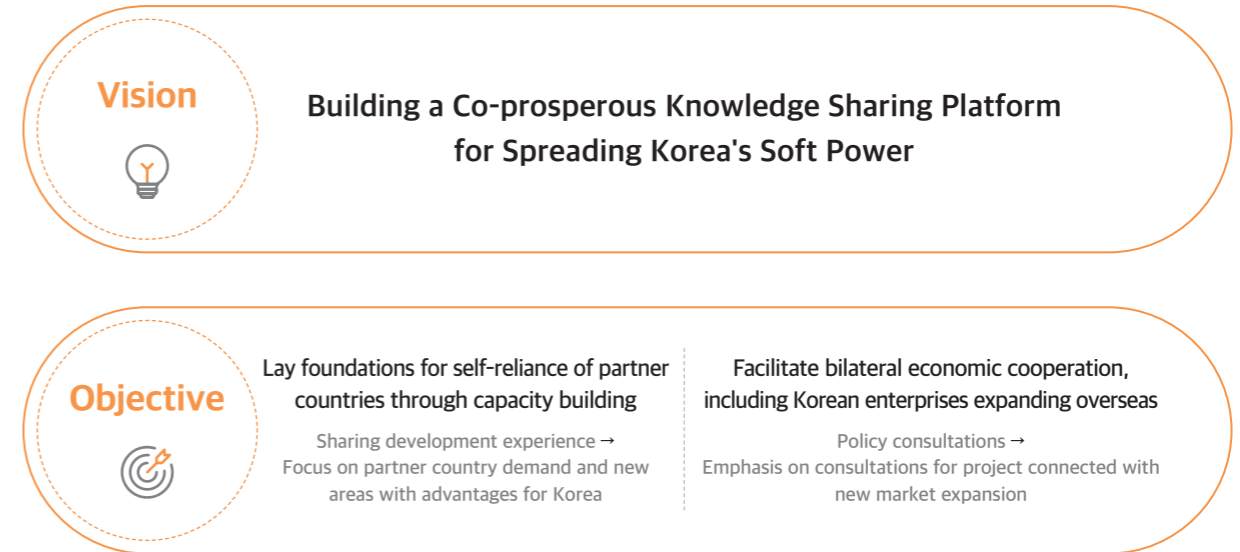 Vision
Building a Co-prosperous Knowledge Sharing Platform
for Spreading Korea's Soft Power
Objective
Lay foundations for self-reliance of partner
countries through capacity building
Sharing development experience →
Focus on partner country demand and new
areas with advantages for Korea
Facilitate bilateral economic cooperation,
including Korean enterprises expanding overseas
Policy consultations →
Emphasis on consultations for project connected with
new market expansion